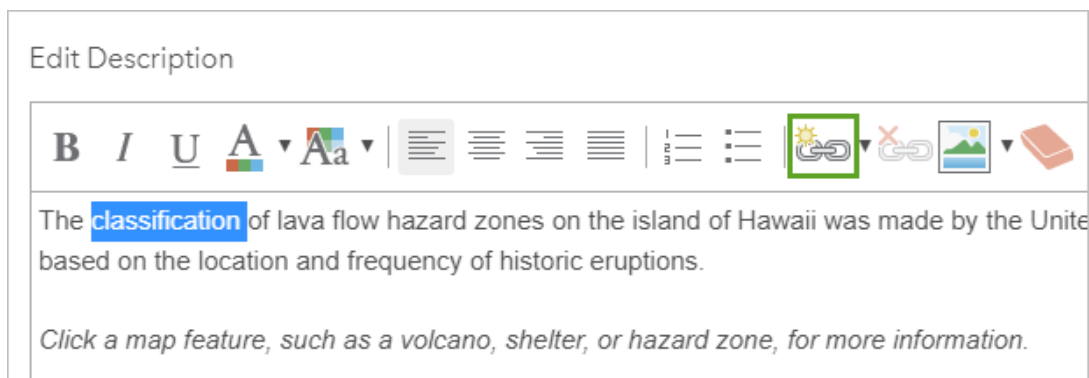 Edit Description
B I U A Aa
The classification of lava flow hazard zones on the island of Hawaii was made by the Unite
based on the location and frequency of historic eruptions.
Click a map feature, such as a volcano, shelter, or hazard zone, for more information.